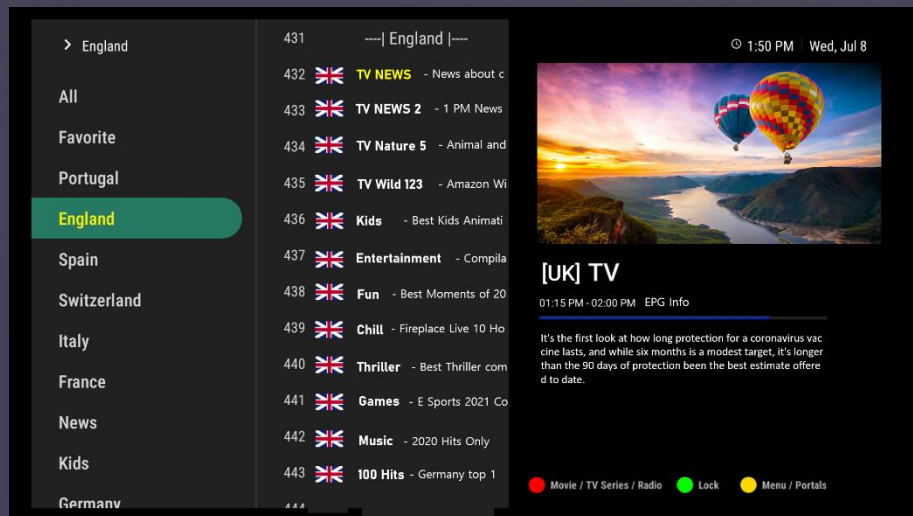 > England
All
Favorite
Portugal
England
Spain
Switzerland
Italy
France
News
Kids
Germany
431 ----| England |----
432 TV NEWS - News about c
433 TV NEWS 2 - 1 PM News
434 TV Nature 5 - Animal and
435 TV Wild 123 - Amazon Wi
436 Kids - Best Kids Animati
437 Entertainment - Compila
438 Fun - Best Moments of 20
439 Chill - Fireplace Live 10 Ho
440 Thriller - Best Thriller com
441 Games - E Sports 2021 Co
442 Music - 2020 Hits Only
443 100 Hits - Germany top 1
444
1:50 PM Wed, Jul 8
[UK] TV
01:15 PM - 02:00 PM EPG Info
It's the first look at how long protection for a coronavirus vac
cine lasts, and while six months is a modest target, it's longer
than the 90 days of protection been the best estimate offere
d to date.
Movie / TV Series / Radio Lock Menu / Portals